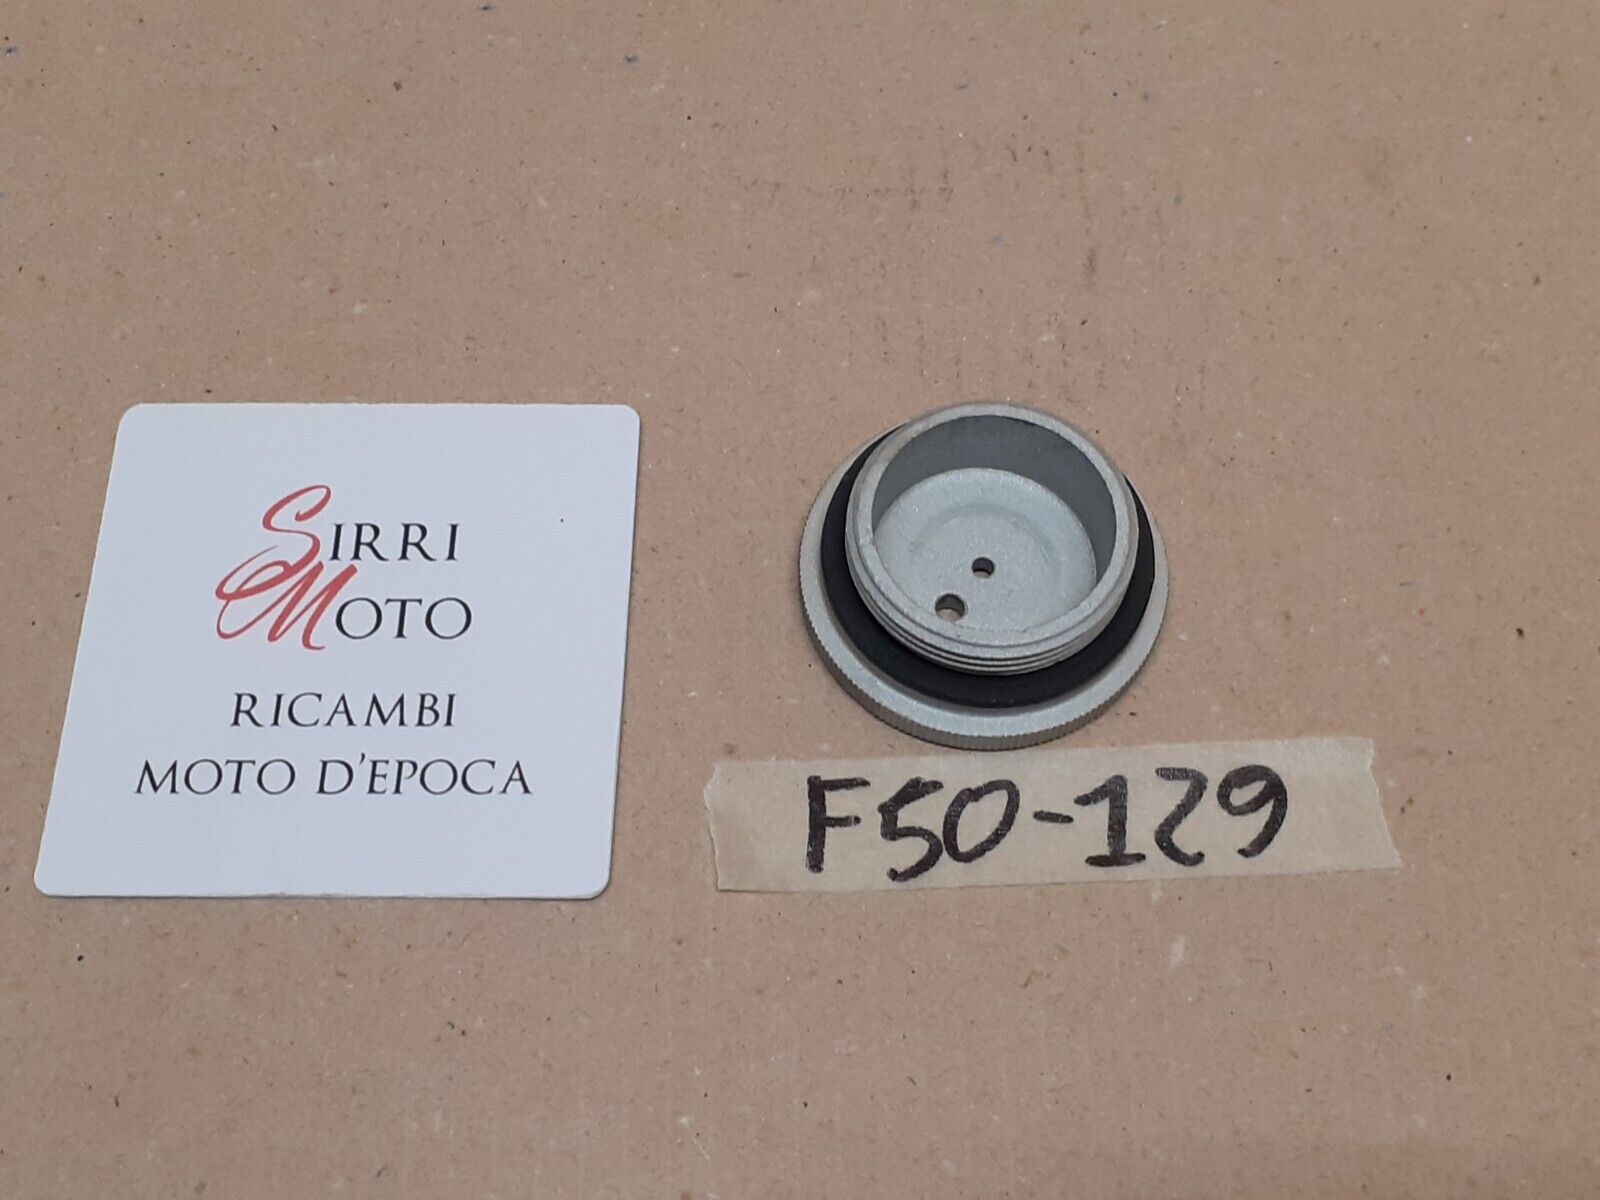 SIRRI
MOTO
RICAMBI
MOTO D'EPOCA
F50-129